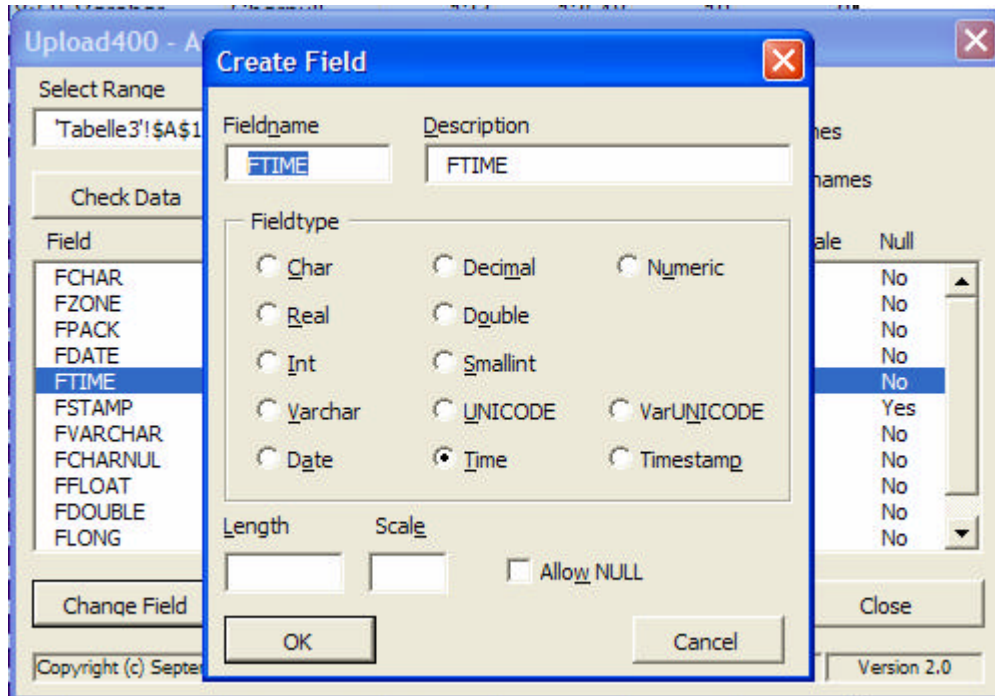 Upload400 - A
Create Field
Select Range
'Tabelle3'!$A$1
Check Data
Field
FCHAR
FZONE
FPACK
FDATE
FTIME
FSTAMP
FVARCHAR
FCHARNUL
FFLOAT
FDOUBLE
FLONG
Change Field
Copyright (c) Septe
Fieldname Description
FTIME FTIME
Fieldtype
Char Decimal Numeric
Real Double
Int Smallint
Varchar UNICODE VarUNICODE
Date Time Timestamp
Length Scale
Allow NULL
OK Cancel
mes
names
ale Null
No
No
No
No
No
Yes
No
No
No
No
No
Close
Version 2.0